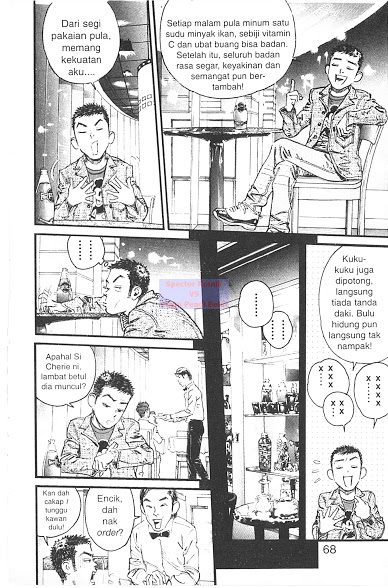 Setiap malam pula minum satu
sudu minyak ikan, sebiji vitamin
C dan ubat buang bisa badan.
Setelah itu, seluruh badan
rasa segar, keyakinan dan
semangat pun ber-
tambah!
Dari segi
pakaian pula,
memang
kekuatan
aku....
Kuku-
kuku juga
dipotong,
langsung
tiada tanda
daki. Bulu
hidung pun
langsung tak
nampak!
Apahal Si
Cherie ni,
lambat betul
dia muncul?
Encik,
dah
nak
order?
Kan dah
cakap
tunggu
kawan
dulu!
68